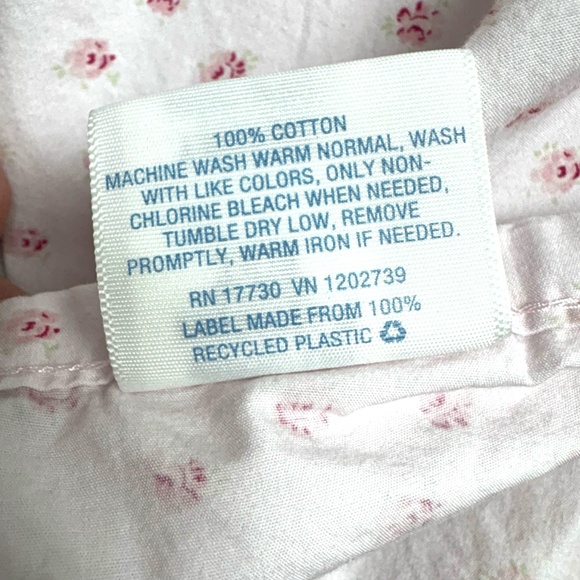 100% COTTON
MACHINE WASH WARM NORMAL, WASH
WITH LIKE COLORS, ONLY NON-
CHLORINE BLEACH WHEN NEEDED,
TUMBLE DRY LOW, REMOVE
PROMPTLY, WARM IRON IF NEEDED.
RN 17730 VN 1202739
LABEL MADE FROM 100%
RECYCLED PLASTIC